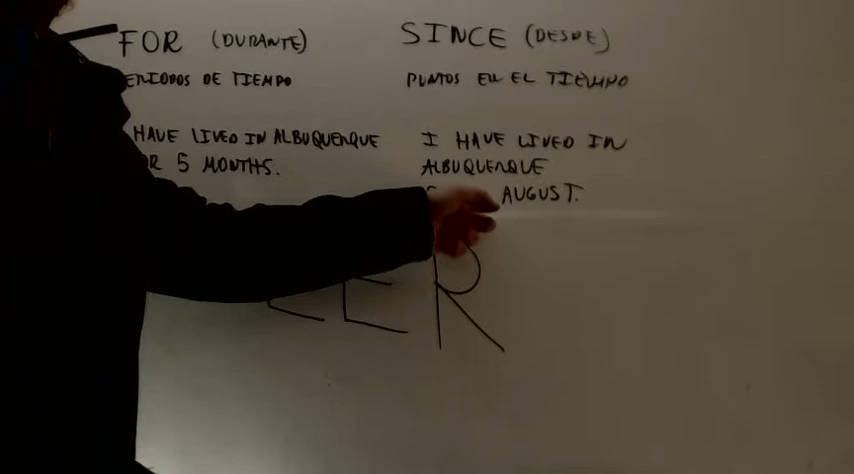 FOR (DURANTE)
SINCE (DESDE)
ERIODOS DE TIEMPO
PUNTOS EN EL TIEMPO
HAVE LIVED IN ALBUQUERQUE
R 5 MONTHS.
I HAVE LIVED IN
ALBUQUERQUE
AUGUST.
ER